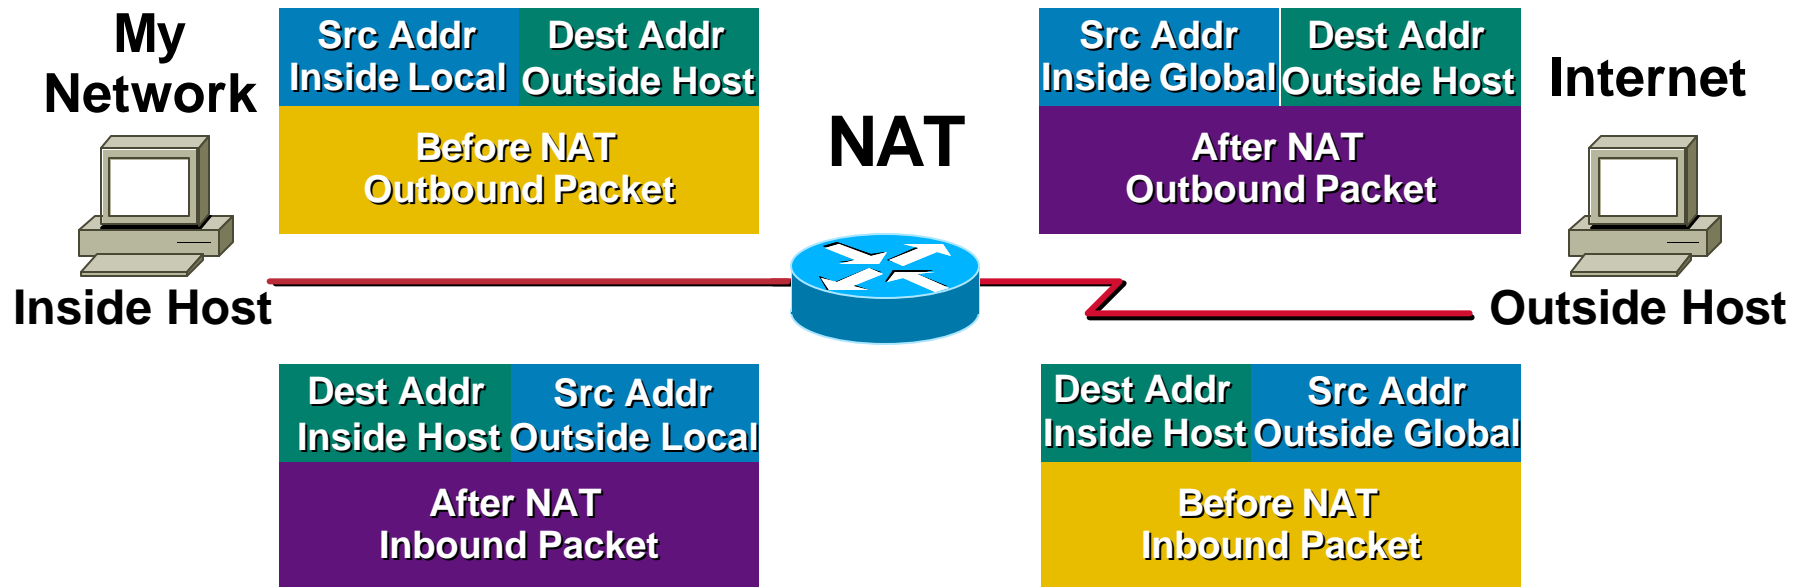 My
Network
Src Addr
Inside Local
Dest Addr
Outside Host
Before NAT
Outbound Packet
NAT
Src Addr
Inside Global
Dest Addr
Outside Host
After NAT
Outbound Packet
Internet
Inside Host
Outside Host
Dest Addr
Inside Host
Src Addr
Outside Local
After NAT
Inbound Packet
Dest Addr
Inside Host
Src Addr
Outside Global
Before NAT
Inbound Packet